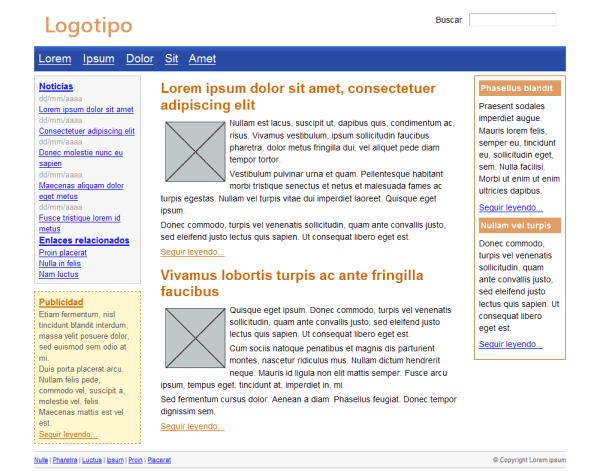 Logotipo
Buscar
Lorem Ipsum Dolor Sit Amet
Noticias
dd/mm/aaaa
Lorem ipsum dolor sit amet
dd/mm/aaaa
Consectetuer adipiscing elit
dd/mm/aaaa
Donec molestie nunc eu
sapien
dd/mm/aaaa
Maecenas aliquam dolor
eget metus
dd/mm/aaaa
Fusce tristique lorem id
metus
Enlaces relacionados
Proin placerat
Nulla in felis
Nam luctus
Publicidad
Etiam fermentum, nisl
tincidunt blandit interdum,
massa velit posuere dolor,
sed euismod sem odio at
mi.
Duis porta placerat arcu.
Nullam felis pede,
commodo vel, suscipit a,
molestie vel, felis.
Maecenas mattis est vel
est.
Seguir leyendo...
Lorem ipsum dolor sit amet, consectetuer
adipiscing elit
Nullam est lacus, suscipit ut, dapibus quis, condimentum ac,
risus. Vivamus vestibulum, ipsum sollicitudin faucibus
pharetra, dolor metus fringilla dui, vel aliquet pede diam
tempor tortor.
Vestibulum pulvinar urna et quam. Pellentesque habitant
morbi tristique senectus et netus et malesuada fames ac
turpis egestas. Nullam vel turpis vitae dui imperdiet laoreet. Quisque eget
ipsum.
Donec commodo, turpis vel venenatis sollicitudin, quam ante convallis justo,
sed eleifend justo lectus quis sapien. Ut consequat libero eget est.
Seguir leyendo...
Vivamus lobortis turpis ac ante fringilla
faucibus
Quisque eget ipsum. Donec commodo, turpis vel venenatis
sollicitudin, quam ante convallis justo, sed eleifend justo
lectus quis sapien. Ut consequat libero eget est.
Cum sociis natoque penatibus et magnis dis parturient
montes, nascetur ridiculus mus. Nullam dictum hendrerit
neque. Mauris id ligula non elit mattis semper. Fusce arcu
ipsum, tempus eget, tincidunt at, imperdiet in, mi.
Sed fermentum cursus dolor. Aenean a diam. Phasellus feugiat. Donec tempor
dignissim sem.
Seguir leyendo...
Phasellus blandit
Praesent sodales
imperdiet augue.
Mauris lorem felis,
semper eu, tincidunt
eu, sollicitudin eget,
sem. Nulla facilisi.
Morbi ut enim ut enim
ultricies dapibus.
Seguir leyendo...
Nullam vel turpis
Donec commodo,
turpis vel venenatis
sollicitudin, quam
ante convallis justo,
sed eleifend justo
lectus quis sapien. Ut
consequat libero eget
est.
Seguir leyendo...
Nulla | Pharetra | Luctus | Ipsum | Proin | Placerat
© Copyright Lorem ipsum